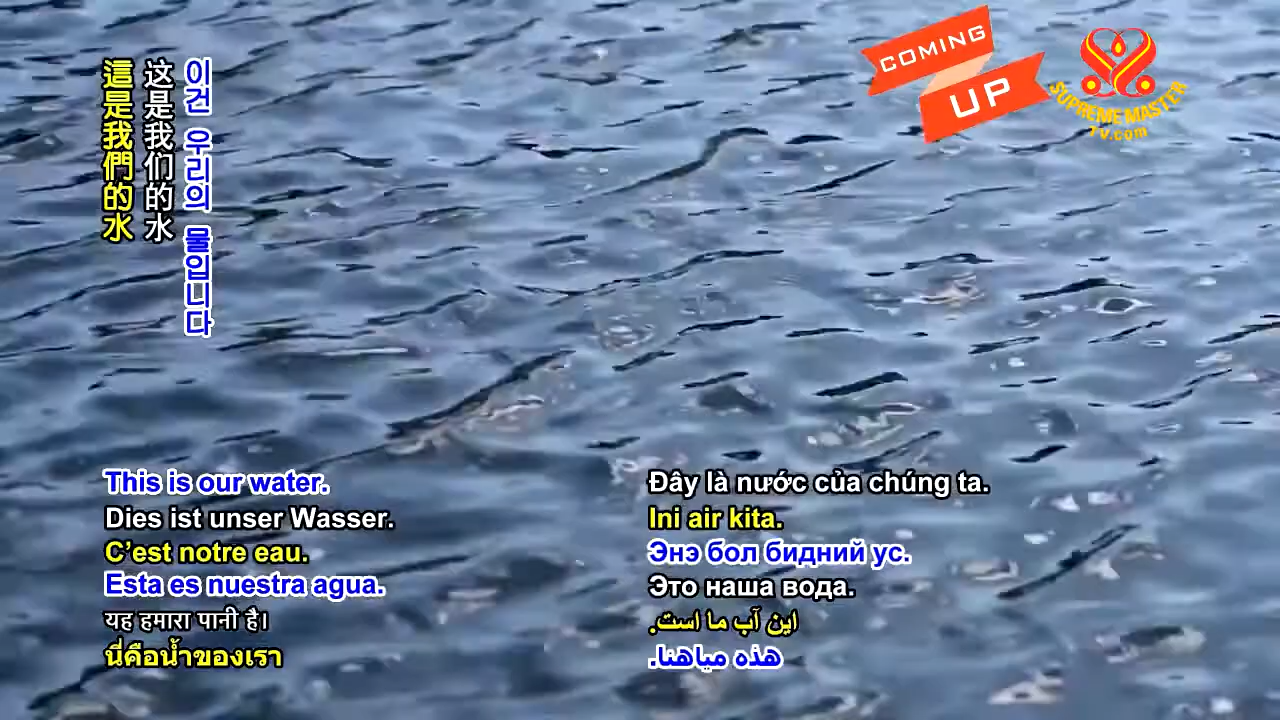 這是我們的水
这是我们的水
이건 우리의 물입니다
COMING
UP
SUPREME MASTER
TV.com
This is our water.
Dies ist unser Wasser.
C’est notre eau.
Esta es nuestra agua.
यह हमारा पानी है।
นี่คือน้ำของเรา
Đây là nước của chúng ta.
Ini air kita.
Энэ бол бидний ус.
Это наша вода.
این آب ما است.
هذه مياهنا.